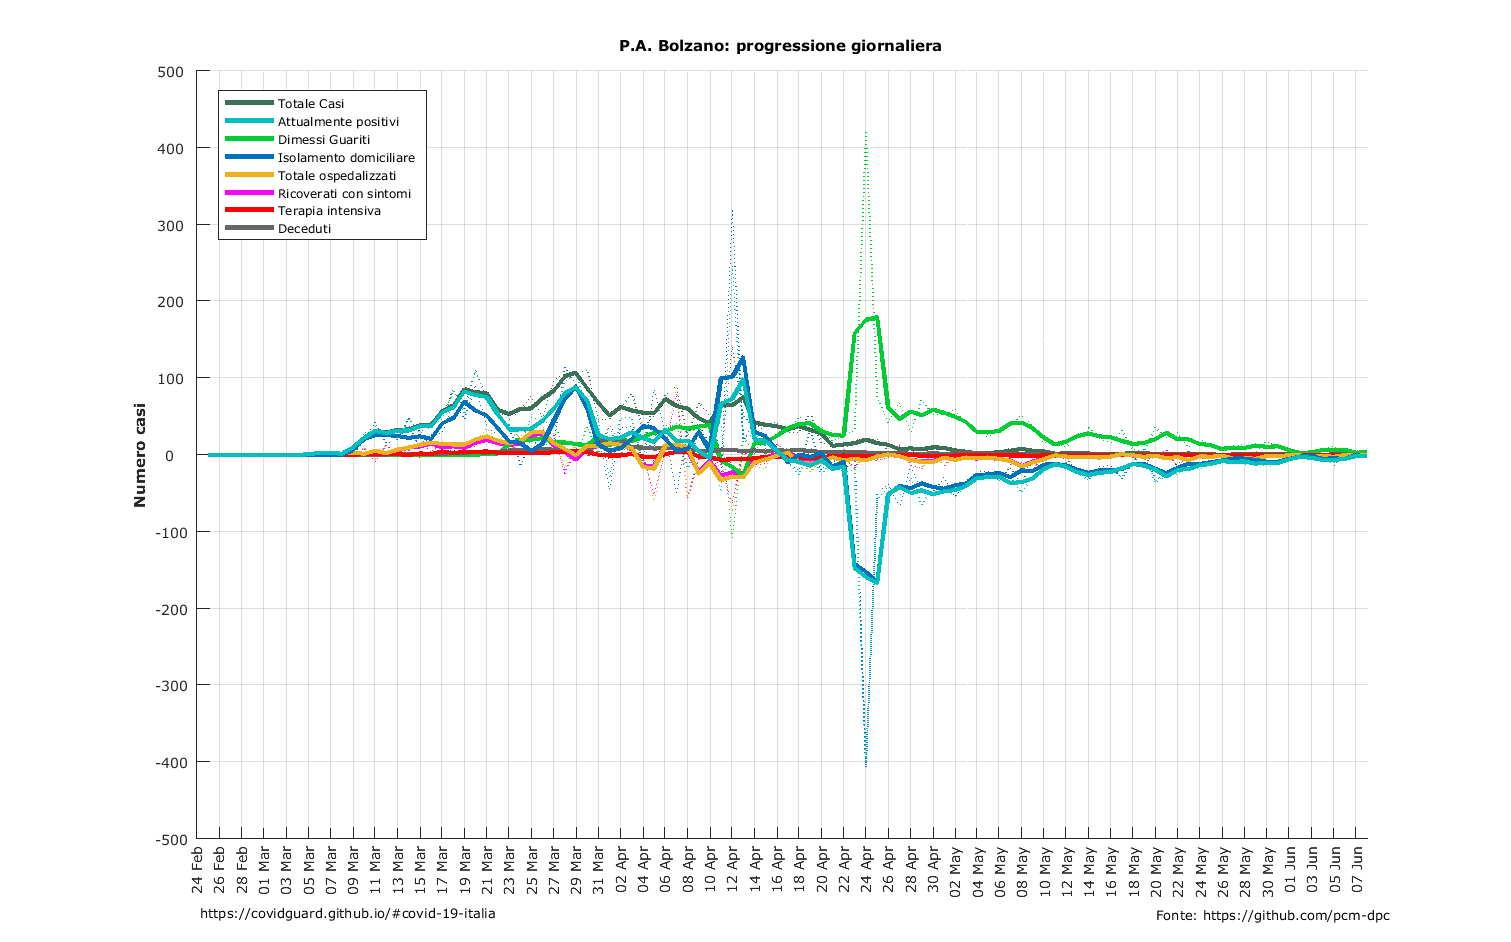 P.A. Bolzano: progressione giornaliera
500
400
300
200
100
0
-100
-200
-300
-400
-500
Numero casi
Totale Casi
Attualmente positivi
Dimessi Guariti
Isolamento domiciliare
Totale ospedalizzati
Ricoverati con sintomi
Terapia intensiva
Deceduti
24 Feb
26 Feb
28 Feb
01 Mar
03 Mar
05 Mar
07 Mar
09 Mar
11 Mar
13 Mar
15 Mar
17 Mar
19 Mar
21 Mar
23 Mar
25 Mar
27 Mar
29 Mar
31 Mar
02 Apr
04 Apr
06 Apr
08 Apr
10 Apr
12 Apr
14 Apr
16 Apr
18 Apr
20 Apr
22 Apr
24 Apr
26 Apr
28 Apr
30 Apr
02 May
04 May
06 May
08 May
10 May
12 May
14 May
16 May
18 May
20 May
22 May
24 May
26 May
28 May
30 May
01 Jun
03 Jun
05 Jun
07 Jun
https://covidguard.github.io/#covid-19-italia
Fonte: https://github.com/pcm-dpc